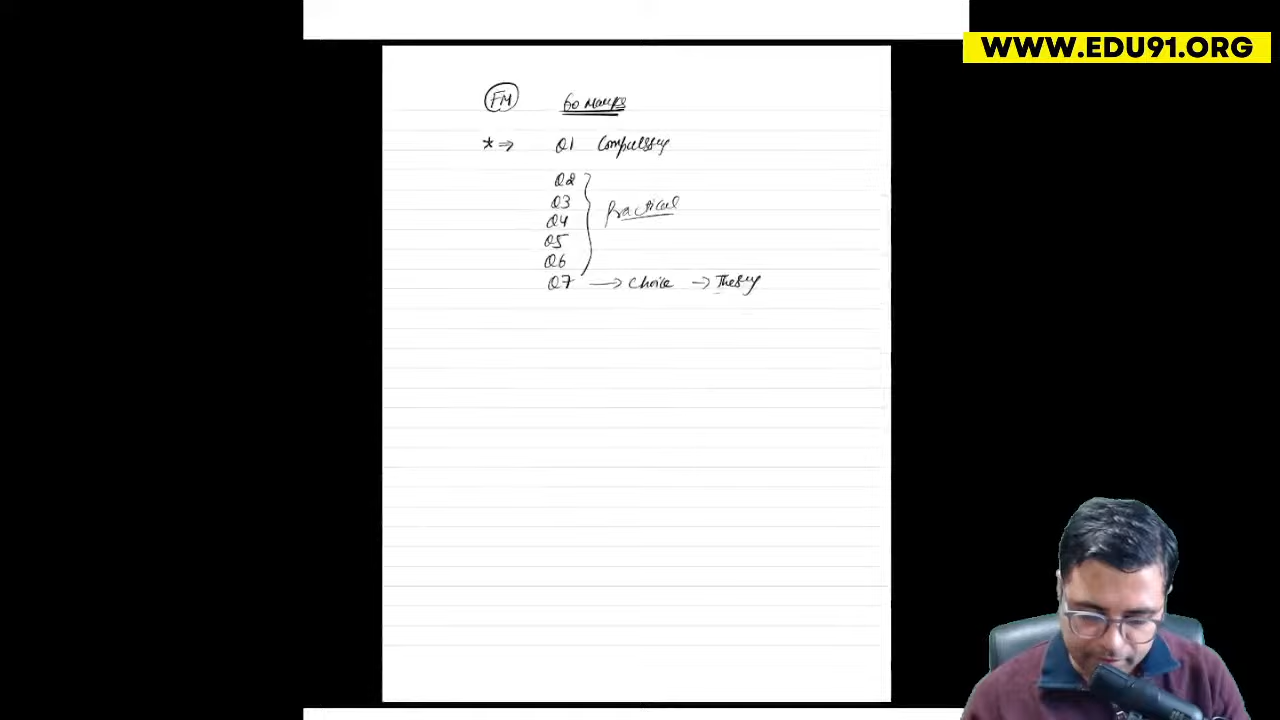 WWW.EDU91.ORG
FM 60 Marks
* ⇒ Q1 Compulsory
Q2
Q3
Practical
Q4
Q5
Q6
Q7 → Choice → Theory